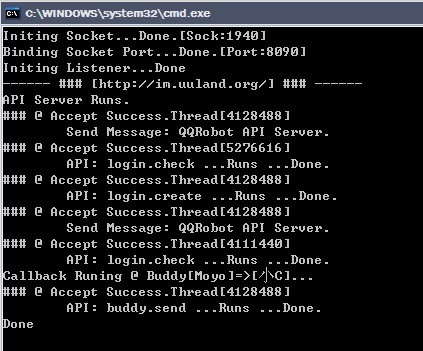 C:\WINDOWS\system32\cmd.exe
Initing Socket...Done.[Sock:1940]
Binding Socket Port...Done.[Port:8090]
Initing Listener...Done
------ ### [http://im.uuland.org/] ### ------
API Server Runs.
### @ Accept Success.Thread[4128488]
Send Message: QQRobot API Server.
### @ Accept Success.Thread[5276616]
API: login.check ...Runs ...Done.
### @ Accept Success.Thread[4128488]
API: login.create ...Runs ...Done.
### @ Accept Success.Thread[4128488]
Send Message: QQRobot API Server.
### @ Accept Success.Thread[4111440]
API: login.check ...Runs ...Done.
Callback Runing @ Buddy[Moyo]=>[/\C]...
### @ Accept Success.Thread[4128488]
API: buddy.send ...Runs ...Done.
Done